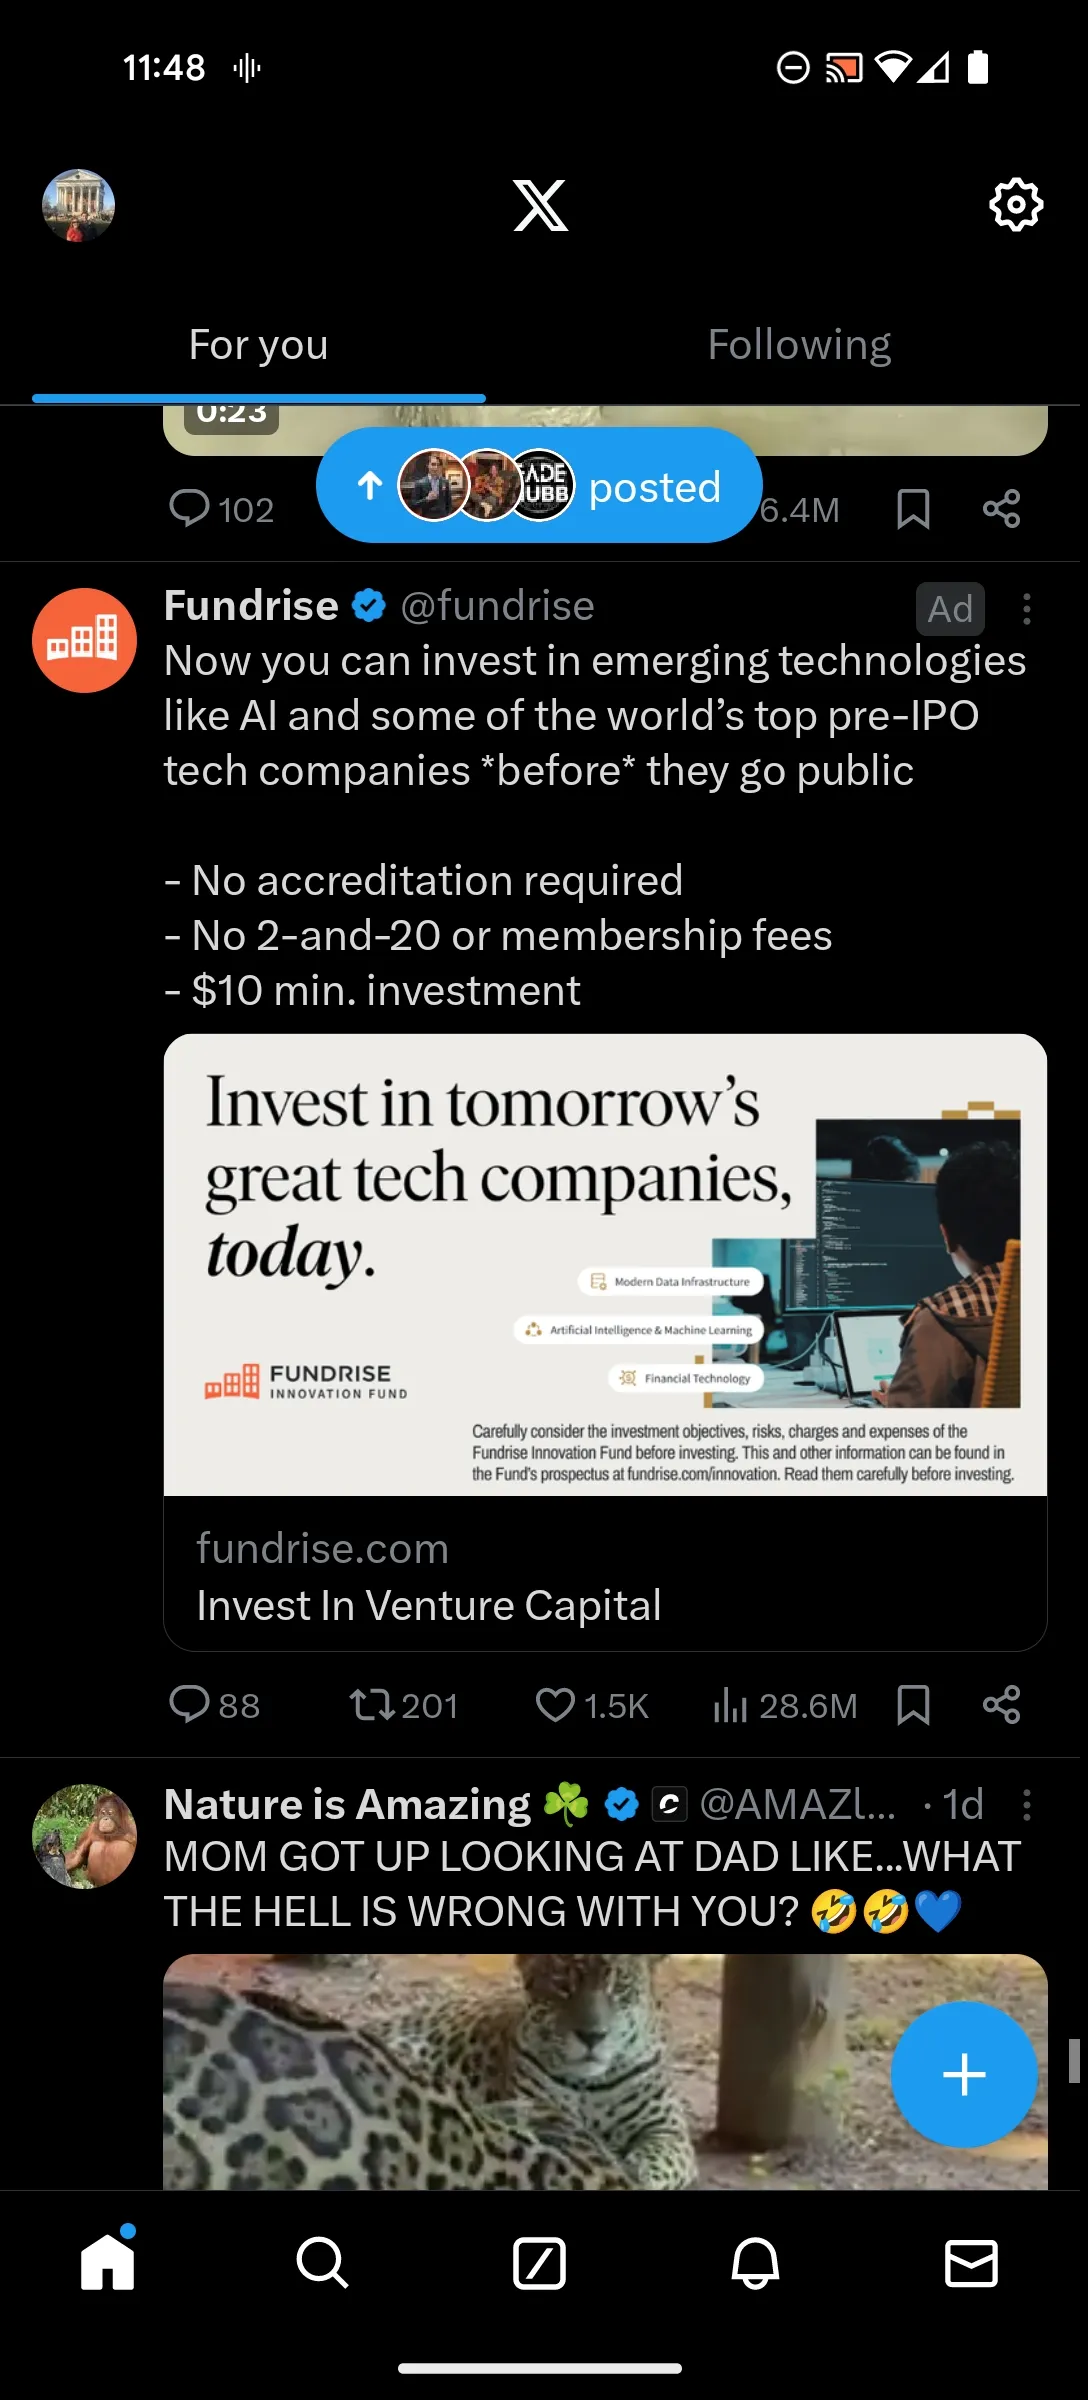 11:48
For you
Following
0:23
posted
102
6.4M
Fundrise @fundrise
Ad
Now you can invest in emerging technologies
like AI and some of the world’s top pre-IPO
tech companies *before* they go public
- No accreditation required
- No 2-and-20 or membership fees
- $10 min. investment
Invest in tomorrow’s
great tech companies,
today.
Modern Data Infrastructure
Artificial Intelligence & Machine Learning
Financial Technology
FUNDRISE
INNOVATION FUND
Carefully consider the investment objectives, risks, charges and expenses of the
Fundrise Innovation Fund before investing. This and other information can be found in
the Fund’s prospectus at fundrise.com/innovation. Read them carefully before investing.
fundrise.com
Invest In Venture Capital
88
201
1.5K
28.6M
Nature is Amazing ☘️ @AMAZl... · 1d
MOM GOT UP LOOKING AT DAD LIKE...WHAT
THE HELL IS WRONG WITH YOU? 🤣🤣💙